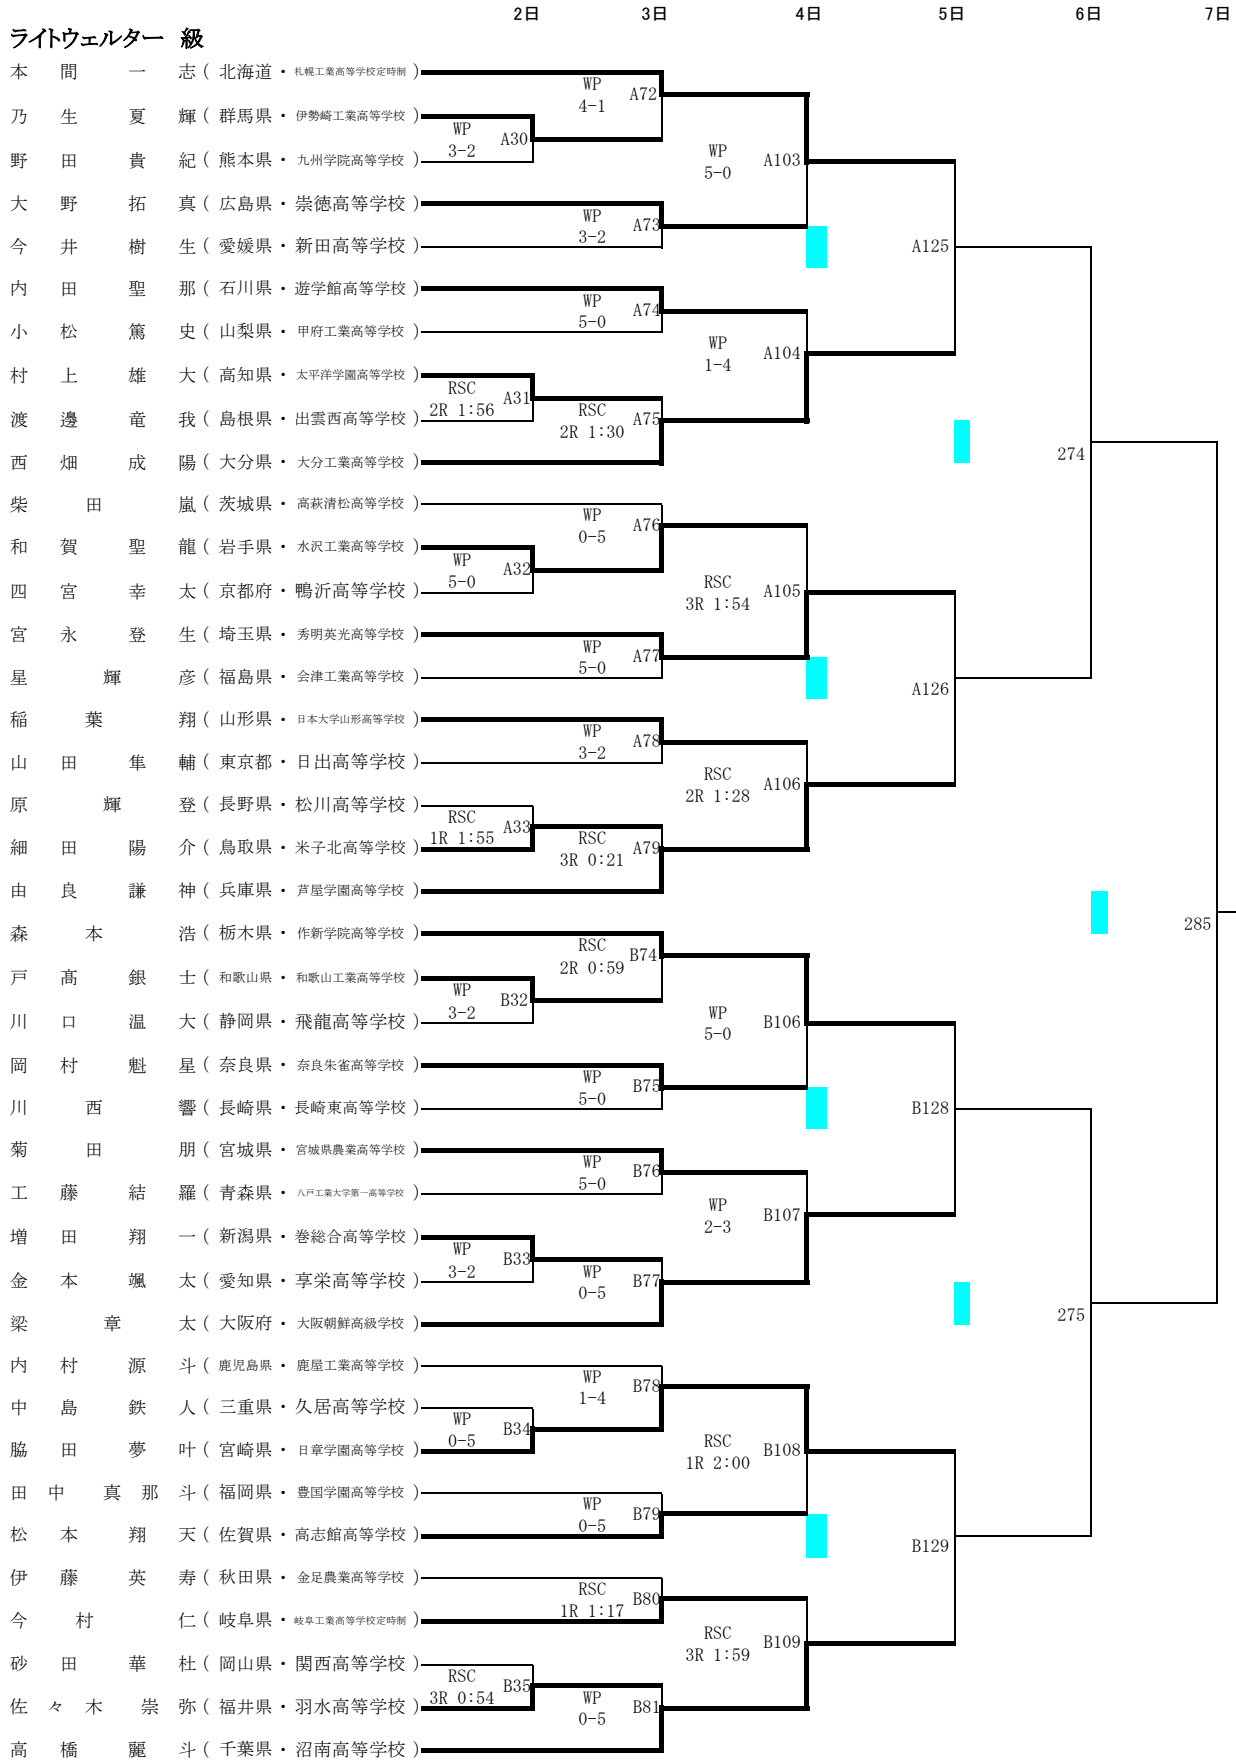 2日 3日 4日 5日 6日 7日
ライトウェルター 級
本間一志(北海道・札幌工業高等学校定時制)
WP
4-1
A72
乃生夏輝(群馬県・伊勢崎工業高等学校)
WP
3-2
A30
野田貴紀(熊本県・九州学院高等学校)
WP
5-0
A103
大野拓真(広島県・崇徳高等学校)
WP
3-2
A73
今井樹生(愛媛県・新田高等学校)
A125
内田聖那(石川県・遊学館高等学校)
WP
5-0
A74
小松篤史(山梨県・甲府工業高等学校)
WP
1-4
A104
村上雄大(高知県・太平洋学園高等学校)
RSC
2R 1:56
A31
渡邊竜我(島根県・出雲西高等学校)
RSC
2R 1:30
A75
西畑成陽(大分県・大分工業高等学校)
274
柴田嵐(茨城県・高萩清松高等学校)
WP
0-5
A76
和賀聖龍(岩手県・水沢工業高等学校)
WP
5-0
A32
四宮幸太(京都府・鴨沂高等学校)
RSC
3R 1:54
A105
宮永登生(埼玉県・秀明英光高等学校)
WP
5-0
A77
星輝彦(福島県・会津工業高等学校)
A126
稲葉翔(山形県・日本大学山形高等学校)
WP
3-2
A78
山田隼輔(東京都・日出高等学校)
RSC
2R 1:28
A106
原輝登(長野県・松川高等学校)
RSC
1R 1:55
A33
細田陽介(鳥取県・米子北高等学校)
RSC
3R 0:21
A79
由良謙神(兵庫県・芦屋学園高等学校)
285
森本浩(栃木県・作新学院高等学校)
RSC
2R 0:59
B74
戸髙銀士(和歌山県・和歌山工業高等学校)
WP
3-2
B32
川口温大(静岡県・飛龍高等学校)
WP
5-0
B106
岡村魁星(奈良県・奈良朱雀高等学校)
WP
5-0
B75
川西響(長崎県・長崎東高等学校)
B128
菊田朋(宮城県・宮城県農業高等学校)
WP
5-0
B76
工藤結羅(青森県・八戸工業大学第一高等学校)
WP
2-3
B107
増田翔一(新潟県・巻総合高等学校)
WP
3-2
B33
金本颯太(愛知県・享栄高等学校)
WP
0-5
B77
梁章太(大阪府・大阪朝鮮高級学校)
275
内村源斗(鹿児島県・鹿屋工業高等学校)
WP
1-4
B78
中島鉄人(三重県・久居高等学校)
WP
0-5
B34
脇田夢叶(宮崎県・日章学園高等学校)
RSC
1R 2:00
B108
田中真那斗(福岡県・豊国学園高等学校)
WP
0-5
B79
松本翔天(佐賀県・高志館高等学校)
B129
伊藤英寿(秋田県・金足農業高等学校)
RSC
1R 1:17
B80
今村仁(岐阜県・岐阜工業高等学校定時制)
RSC
3R 1:59
B109
砂田華杜(岡山県・関西高等学校)
RSC
3R 0:54
B35
佐々木崇弥(福井県・羽水高等学校)
WP
0-5
B81
高橋麗斗(千葉県・沼南高等学校)